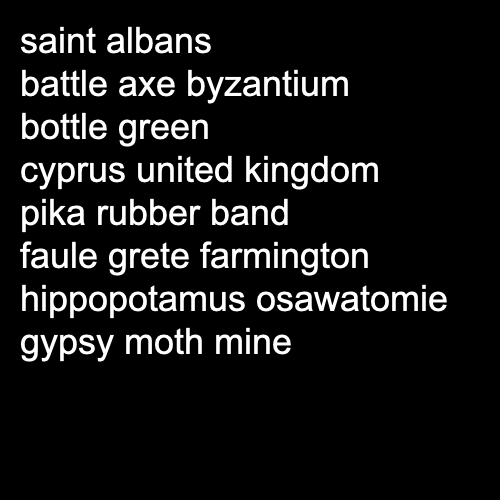 saint albans
battle axe byzantium
bottle green
cyprus united kingdom
pika rubber band
faule grete farmington
hippopotamus osawatomie
gypsy moth mine